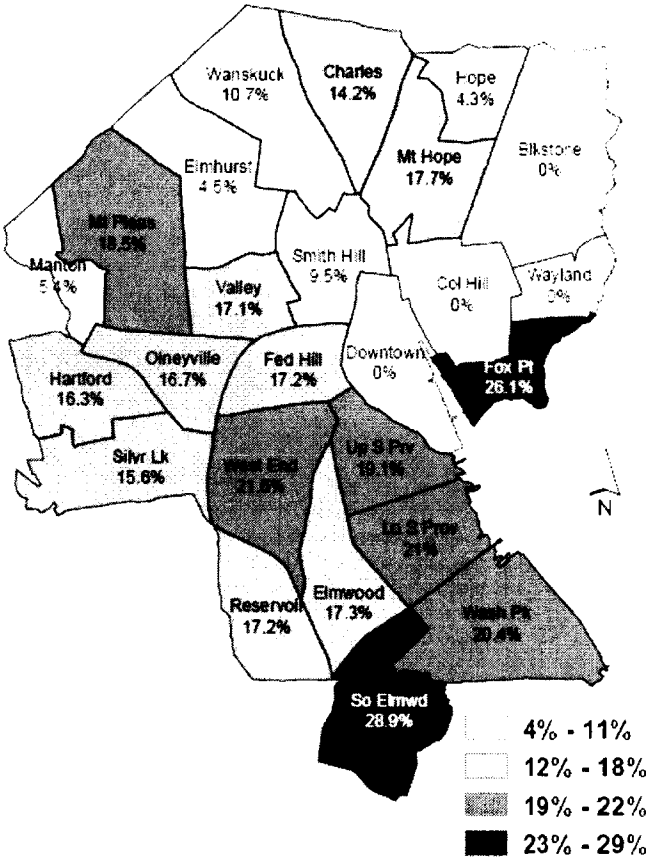 Wanskuck
10.7%
Charles
14.2%
Hope
4.3%
Mt Hope
17.7%
Elkstone
0%
Elmhurst
4.5%
Mt Pleas
18.5%
Manton
5.4%
Smith Hill
9.5%
Valley
17.1%
Col Hill
0%
Wayland
0%
Olneyville
16.7%
Fed Hill
17.2%
Downtown
0%
Fox Pt
26.1%
Hartford
16.3%
Silvr Lk
15.6%
West End
21.6%
Up S Prv
19.1%
Lo S Prov
21%
N
Reservoir
17.2%
Elmwood
17.3%
Wash Pk
20.4%
So Elmwd
28.9%
4% - 11%
12% - 18%
19% - 22%
23% - 29%